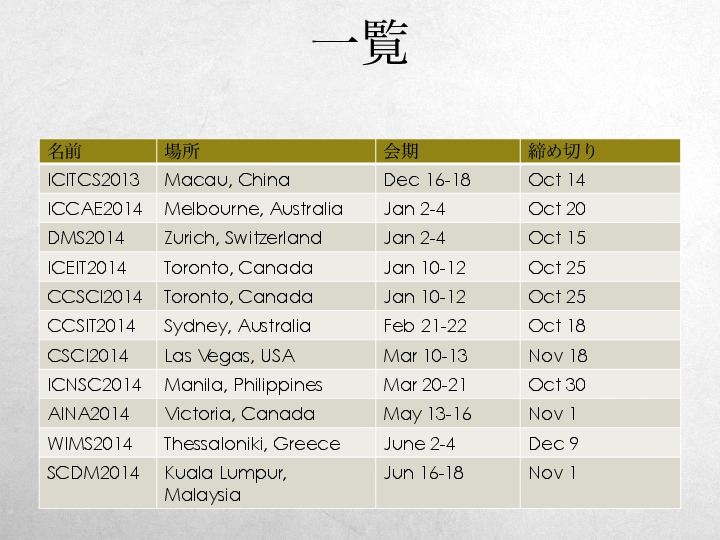 一覧
名前 場所 会期 締め切り
ICITCS2013 Macau, China Dec 16-18 Oct 14
ICCAE2014 Melbourne, Australia Jan 2-4 Oct 20
DMS2014 Zurich, Switzerland Jan 2-4 Oct 15
ICEIT2014 Toronto, Canada Jan 10-12 Oct 25
CCSCI2014 Toronto, Canada Jan 10-12 Oct 25
CCSIT2014 Sydney, Australia Feb 21-22 Oct 18
CSCI2014 Las Vegas, USA Mar 10-13 Nov 18
ICNSC2014 Manila, Philippines Mar 20-21 Oct 30
AINA2014 Victoria, Canada May 13-16 Nov 1
WIMS2014 Thessaloniki, Greece June 2-4 Dec 9
SCDM2014 Kuala Lumpur, Jun 16-18 Nov 1
Malaysia